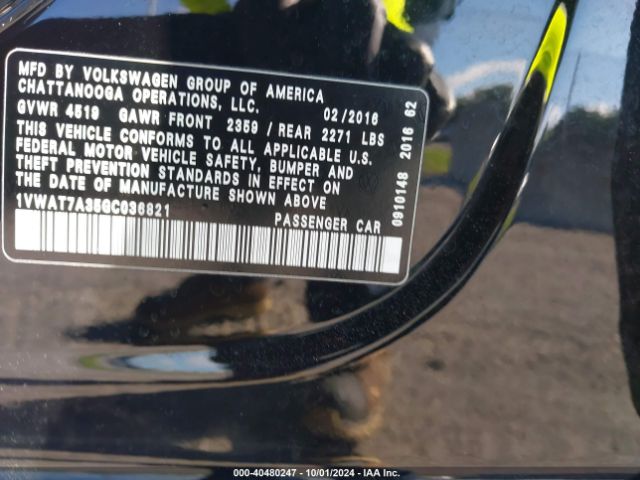 MFD BY VOLKSWAGEN GROUP OF AMERICA
CHATTANOOGA OPERATIONS, LLC. 02/2016
GVWR 4519 GAWR FRONT 2359 / REAR 2271 LBS
THIS VEHICLE CONFORMS TO ALL APPLICABLE U.S.
FEDERAL MOTOR VEHICLE SAFETY, BUMPER AND
THEFT PREVENTION STANDARDS IN EFFECT ON
THE DATE OF MANUFACTURE SHOWN ABOVE
1VWAT7A35GC036821 PASSENGER CAR
0910148 2016 62
000-40480247 - 10/01/2024 - IAA Inc.